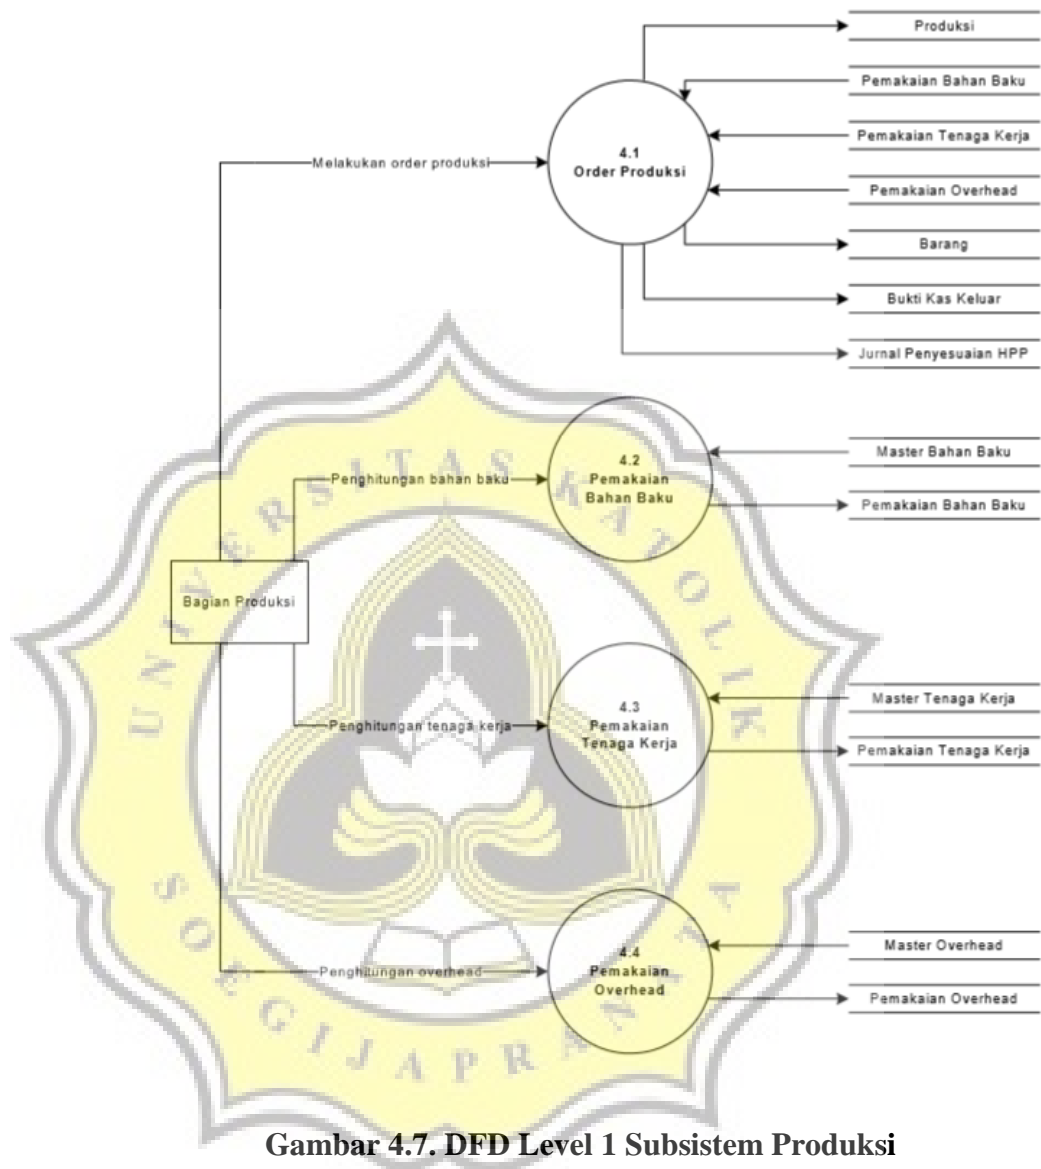 Produksi
Pemakaian Bahan Baku
Pemakaian Tenaga Kerja
Pemakaian Overhead
Barang
Bukti Kas Keluar
Jurnal Penyesuaian HPP
4.1
Order Produksi
Melakukan order produksi
4.2
Pemakaian
Bahan Baku
Penghitungan bahan baku
Master Bahan Baku
Pemakaian Bahan Baku
Bagian Produksi
4.3
Pemakaian
Tenaga Kerja
Penghitungan tenaga kerja
Master Tenaga Kerja
Pemakaian Tenaga Kerja
4.4
Pemakaian
Overhead
Penghitungan overhead
Master Overhead
Pemakaian Overhead
UNIVERSITAS KATOLIK
SOEGIJAPRANATA
Gambar 4.7. DFD Level 1 Subsistem Produksi